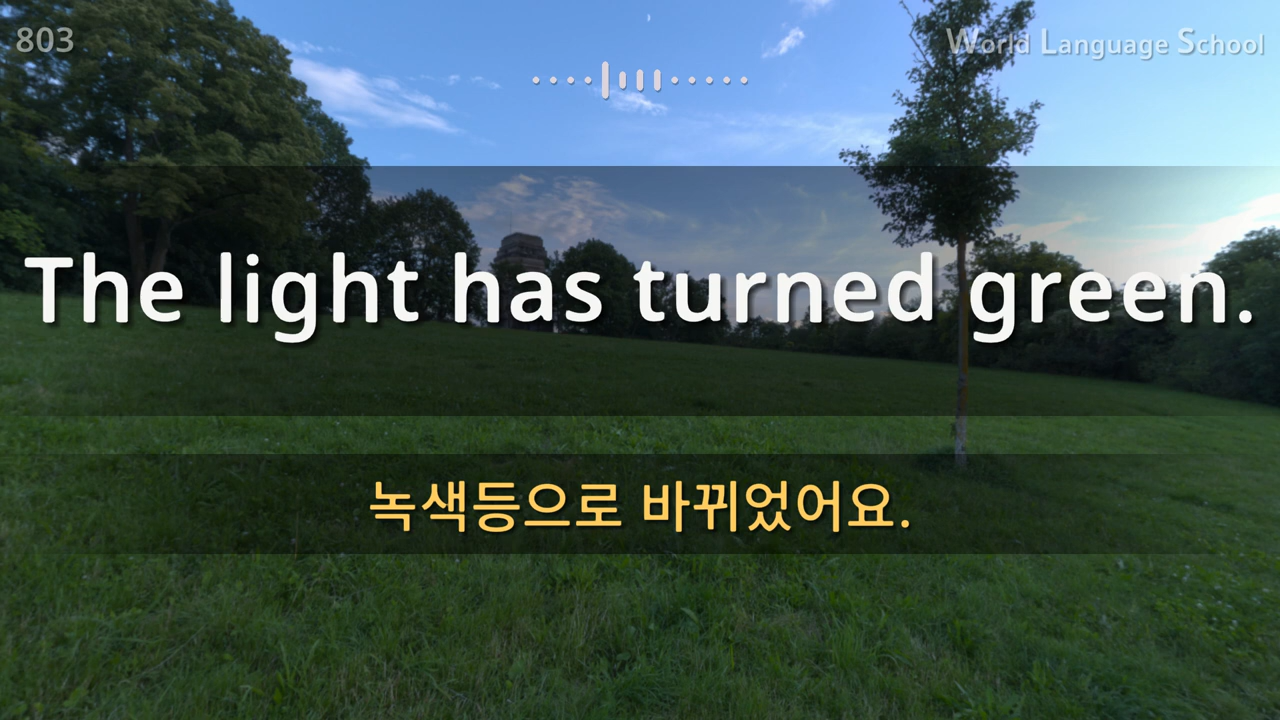 803
World Language School
The light has turned green.
녹색등으로 바뀌었어요.